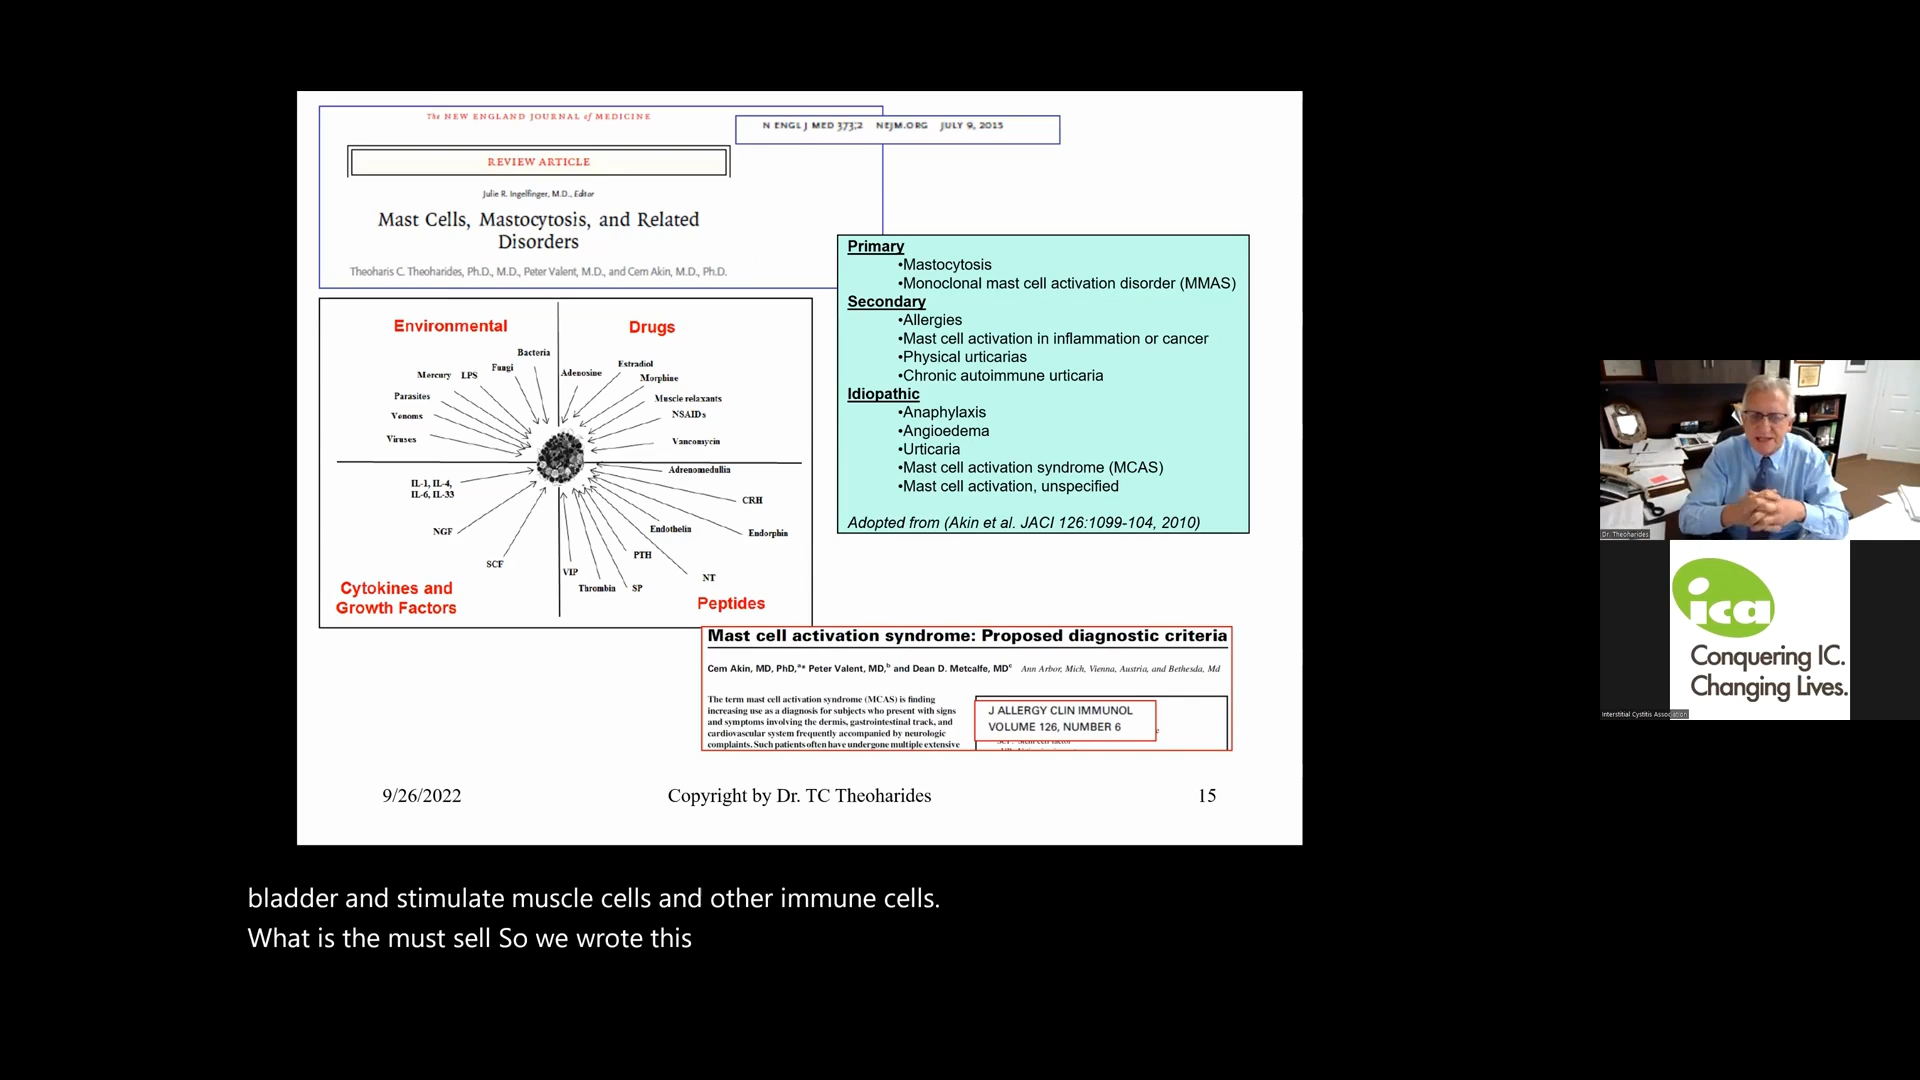 The NEW ENGLAND JOURNAL of MEDICINE
N ENGL J MED 373;2 NEJM.ORG JULY 9, 2015
REVIEW ARTICLE
Julie R. Ingelfinger, M.D., Editor
Mast Cells, Mastocytosis, and Related
Disorders
Theoharis C. Theoharides, Ph.D., M.D., Peter Valent, M.D., and Cem Akin, M.D., Ph.D.
Environmental
Bacteria
Fungi
Mercury LPS
Parasites
Venoms
Viruses
Drugs
Adenosine
Estradiol
Morphine
Muscle relaxants
NSAIDs
Vancomycin
IL-1, IL-4,
IL-6, IL-33
NGF
SCF
Cytokines and
Growth Factors
Adrenomedullin
CRH
Endorphin
Endothelin
PTH
NT
VIP
Thrombin
SP
Peptides
Primary
•Mastocytosis
•Monoclonal mast cell activation disorder (MMAS)
Secondary
•Allergies
•Mast cell activation in inflammation or cancer
•Physical urticarias
•Chronic autoimmune urticaria
Idiopathic
•Anaphylaxis
•Angioedema
•Urticaria
•Mast cell activation syndrome (MCAS)
•Mast cell activation, unspecified
Adopted from (Akin et al. JACI 126:1099-104, 2010)
Mast cell activation syndrome: Proposed diagnostic criteria
Cem Akin, MD, PhD,a* Peter Valent, MD,b and Dean D. Metcalfe, MDc Ann Arbor, Mich, Vienna, Austria, and Bethesda, Md
The term mast cell activation syndrome (MCAS) is finding
increasing use as a diagnosis for subjects who present with signs
and symptoms involving the dermis, gastrointestinal track, and
cardiovascular system frequently accompanied by neurologic
complaints. Such patients often have undergone multiple extensive
J ALLERGY CLIN IMMUNOL
VOLUME 126, NUMBER 6
9/26/2022
Copyright by Dr. TC Theoharides
15
Dr. Theoharides
ica
Conquering IC.
Changing Lives.
Interstitial Cystitis Association
bladder and stimulate muscle cells and other immune cells.
What is the must sell So we wrote this